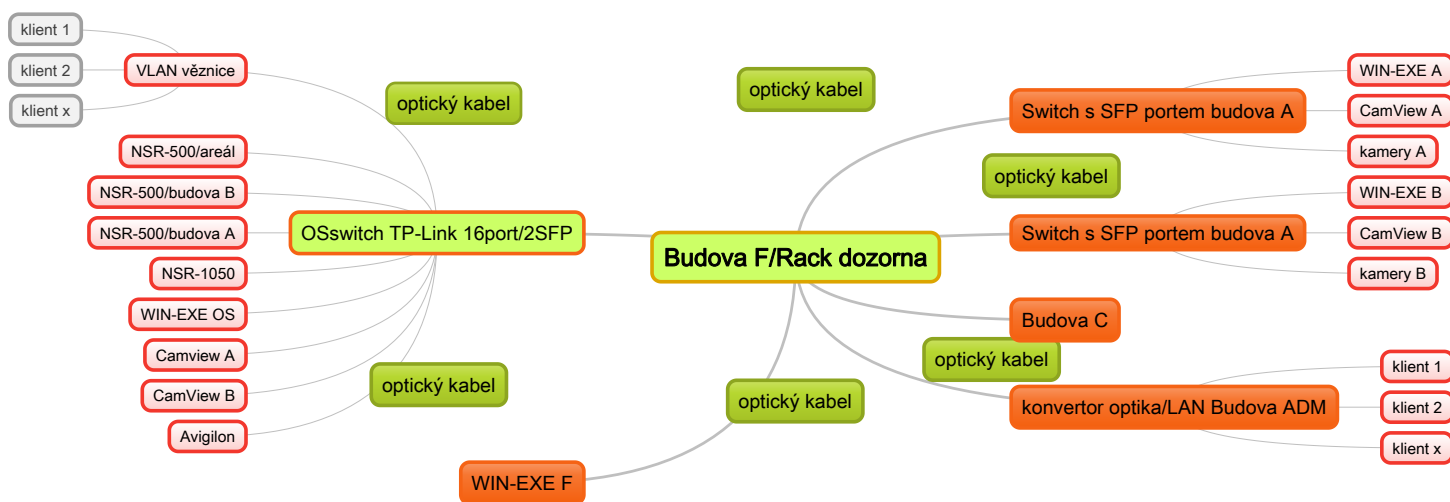 klient 1
klient 2
klient x
VLAN věznice
optický kabel
NSR-500/areál
NSR-500/budova B
NSR-500/budova A
NSR-1050
WIN-EXE OS
Camview A
CamView B
Avigilon
OSswitch TP-Link 16port/2SFP
optický kabel
Budova F/Rack dozorna
optický kabel
Switch s SFP portem budova A
WIN-EXE A
CamView A
kamery A
optický kabel
Switch s SFP portem budova A
WIN-EXE B
CamView B
kamery B
Budova C
optický kabel
konvertor optika/LAN Budova ADM
klient 1
klient 2
klient x
optický kabel
WIN-EXE F